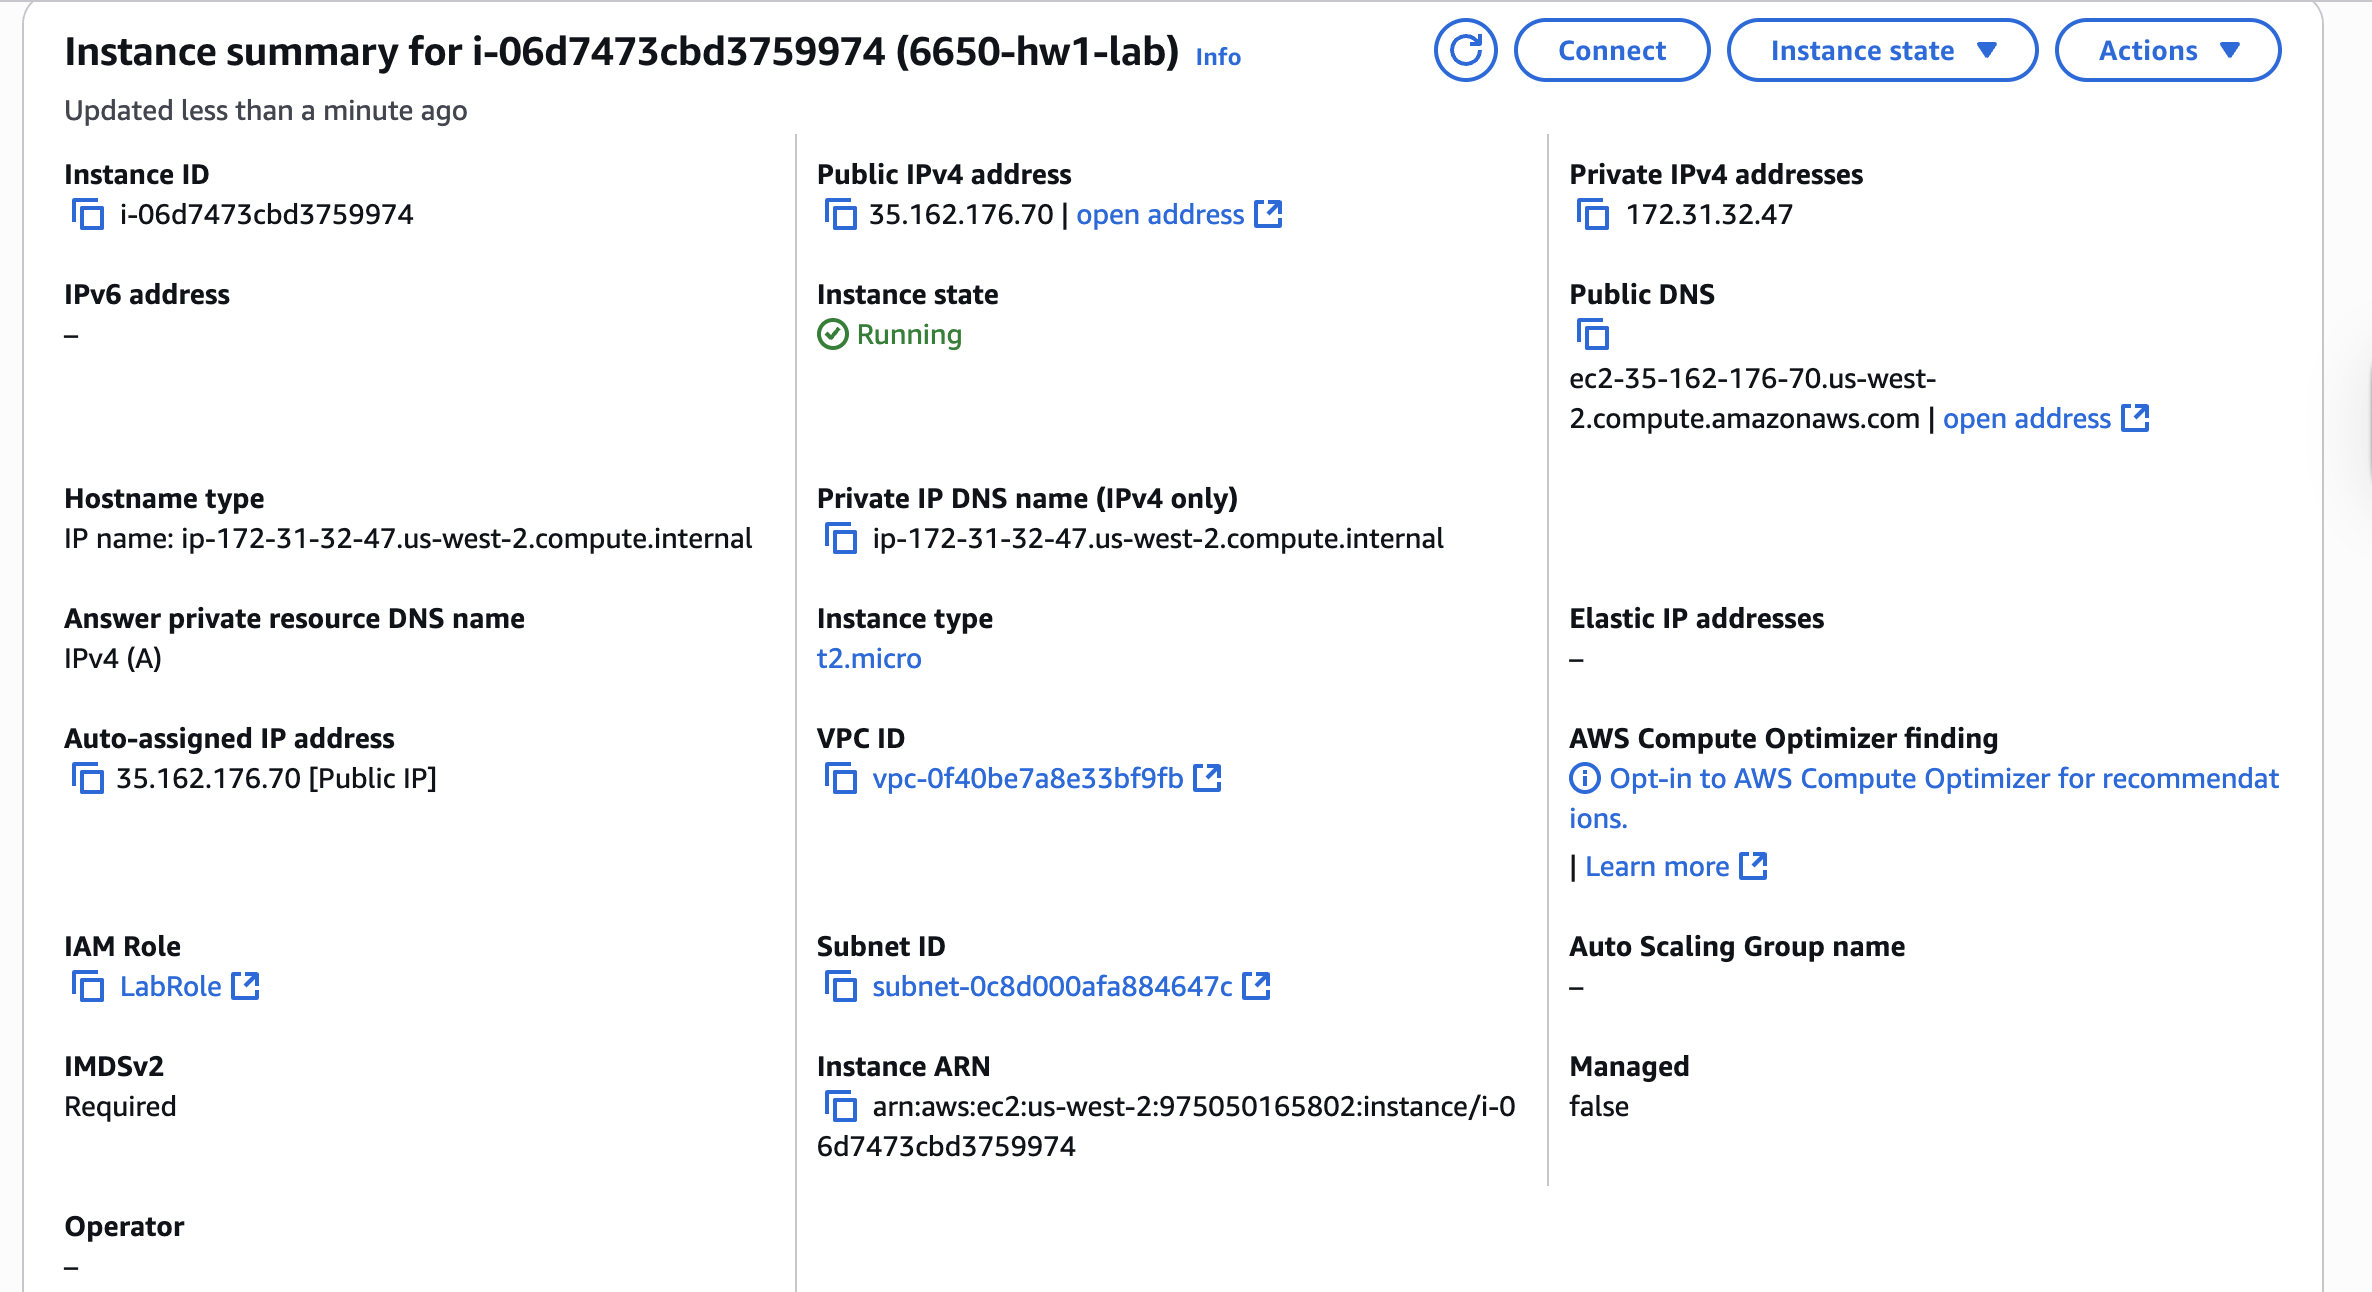 Instance summary for i-06d7473cbd3759974 (6650-hw1-lab) Info
Connect
Instance state
Actions
Updated less than a minute ago
Instance ID
i-06d7473cbd3759974
Public IPv4 address
35.162.176.70 | open address
Private IPv4 addresses
172.31.32.47
IPv6 address
–
Instance state
Running
Public DNS
ec2-35-162-176-70.us-west-
2.compute.amazonaws.com | open address
Hostname type
IP name: ip-172-31-32-47.us-west-2.compute.internal
Private IP DNS name (IPv4 only)
ip-172-31-32-47.us-west-2.compute.internal
Answer private resource DNS name
IPv4 (A)
Instance type
t2.micro
Elastic IP addresses
–
Auto-assigned IP address
35.162.176.70 [Public IP]
VPC ID
vpc-0f40be7a8e33bf9fb
AWS Compute Optimizer finding
Opt-in to AWS Compute Optimizer for recommendat
ions.
| Learn more
IAM Role
LabRole
Subnet ID
subnet-0c8d000afa884647c
Auto Scaling Group name
–
IMDSv2
Required
Instance ARN
arn:aws:ec2:us-west-2:975050165802:instance/i-0
6d7473cbd3759974
Managed
false
Operator
–